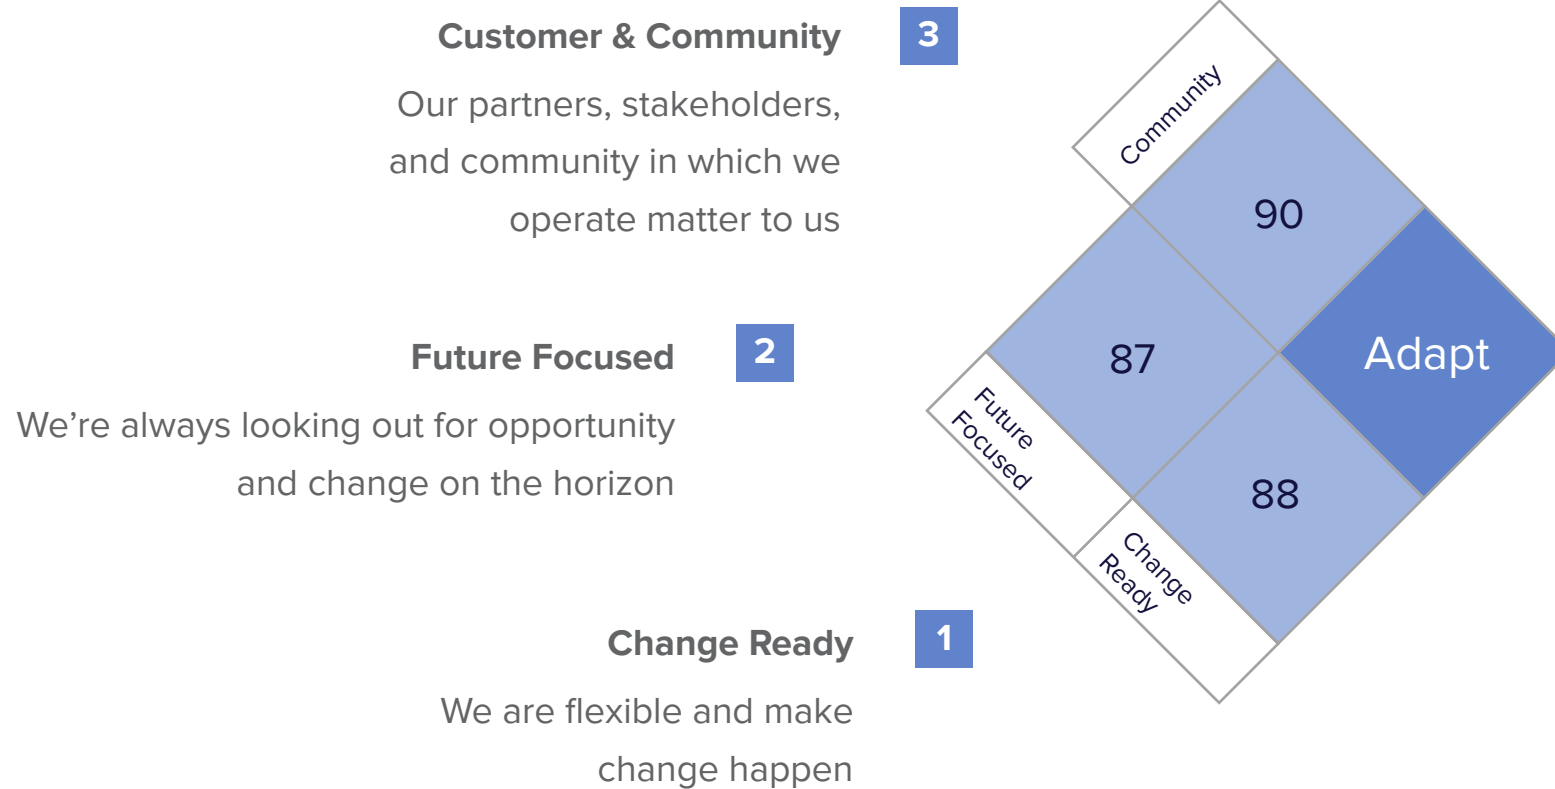 Customer & Community
3
Our partners, stakeholders,
and community in which we
operate matter to us
Future Focused
2
We’re always looking out for opportunity
and change on the horizon
Change Ready
1
We are flexible and make
change happen
Community
90
87
Adapt
Future
Focused
88
Change
Ready